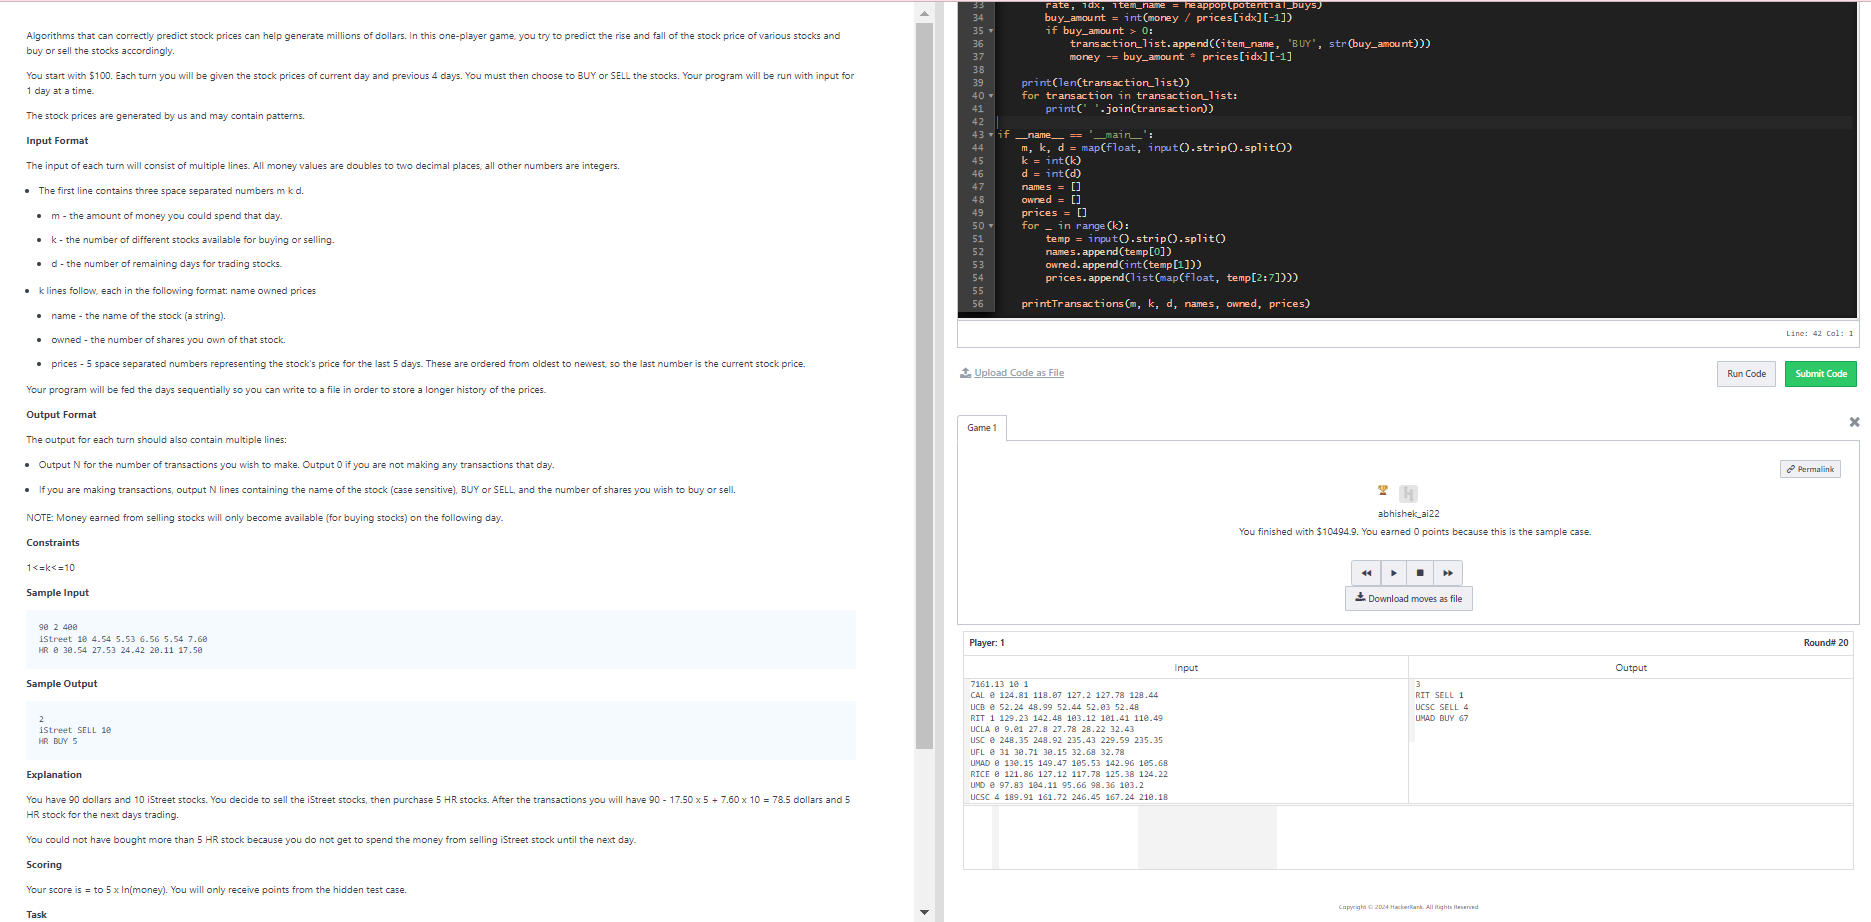 Algorithms that can correctly predict stock prices can help generate millions of dollars. In this one-player game, you try to predict the rise and fall of the stock price of various stocks and
buy or sell the stocks accordingly.
You start with $100. Each turn you will be given the stock prices of current day and previous 4 days. You must then choose to BUY or SELL the stocks. Your program will be run with input for
1 day at a time.
The stock prices are generated by us and may contain patterns.
Input Format
The input of each turn will consist of multiple lines. All money values are doubles to two decimal places, all other numbers are integers.
• The first line contains three space separated numbers m k d.
• m - the amount of money you could spend that day.
• k - the number of different stocks available for buying or selling.
• d - the number of remaining days for trading stocks.
• k lines follow, each in the following format: name owned prices
• name - the name of the stock (a string).
• owned - the number of shares you own of that stock.
• prices - 5 space separated numbers representing the stock's price for the last 5 days. These are ordered from oldest to newest, so the last number is the current stock price.
Your program will be fed the days sequentially so you can write to a file in order to store a longer history of the prices.
Output Format
The output for each turn should also contain multiple lines:
• Output N for the number of transactions you wish to make. Output 0 if you are not making any transactions that day.
• If you are making transactions, output N lines containing the name of the stock (case sensitive), BUY or SELL, and the number of shares you wish to buy or sell.
NOTE: Money earned from selling stocks will only become available (for buying stocks) on the following day.
Constraints
1<=k<=10
Sample Input
90 2 400
iStreet 10 4.54 5.53 6.56 5.54 7.60
HR 0 30.54 27.53 24.42 20.11 17.50
Sample Output
2
iStreet SELL 10
HR BUY 5
Explanation
You have 90 dollars and 10 iStreet stocks. You decide to sell the iStreet stocks, then purchase 5 HR stocks. After the transactions you will have 90 - 17.50 x 5 + 7.60 x 10 = 78.5 dollars and 5
HR stock for the next days trading.
You could not have bought more than 5 HR stock because you do not get to spend the money from selling iStreet stock until the next day.
Scoring
Your score is = to 5 x ln(money). You will only receive points from the hidden test case.
Task
33 rate, idx, item_name = heappop(potential_buys)
34 buy_amount = int(money / prices[idx][-1])
35 if buy_amount > 0:
36 transaction_list.append((item_name, 'BUY', str(buy_amount)))
37 money -= buy_amount * prices[idx][-1]
38
39 print(len(transaction_list))
40 for transaction in transaction_list:
41 print(' '.join(transaction))
42
43 if __name__ == '__main__':
44 m, k, d = map(float, input().strip().split())
45 k = int(k)
46 d = int(d)
47 names = []
48 owned = []
49 prices = []
50 for _ in range(k):
51 temp = input().strip().split()
52 names.append(temp[0])
53 owned.append(int(temp[1]))
54 prices.append(list(map(float, temp[2:7])))
55
56 printTransactions(m, k, d, names, owned, prices)
Line: 42 Col: 1
Upload Code as File
Run Code
Submit Code
Game 1
Permalink
H
abhishek_ai22
You finished with $10494.9. You earned 0 points because this is the sample case.
Download moves as file
Player: 1
Round# 20
Input
Output
7161.13 10 1
CAL 0 124.81 118.07 127.2 127.78 128.44
UCB 0 52.24 48.99 52.44 52.03 52.48
RIT 1 129.23 142.48 103.12 101.41 110.49
UCLA 0 9.01 27.8 27.78 28.22 32.43
USC 0 248.35 248.92 235.43 229.59 235.35
UFL 0 31 30.71 30.15 32.68 32.78
UMAD 0 130.15 149.47 105.53 142.96 105.68
RICE 0 121.86 127.12 117.78 125.38 124.22
UMD 0 97.83 104.11 95.66 98.36 103.2
UCSC 4 189.91 161.72 246.45 167.24 210.18
3
RIT SELL 1
UCSC SELL 4
UMAD BUY 67
Copyright © 2024 HackerRank. All Rights Reserved